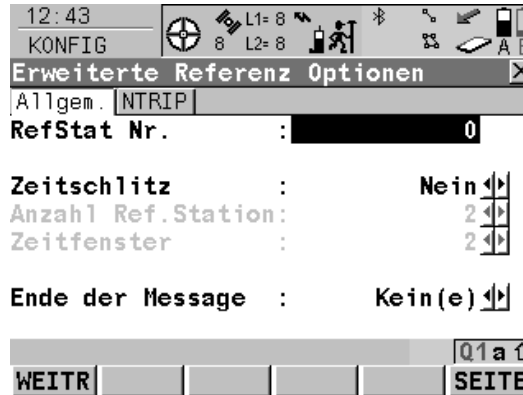 12:43
KONFIG
8 L1= 8
L2= 8
A B
Erweiterte Referenz Optionen
Allgem. NTRIP
RefStat Nr. : 0
Zeitschlitz : Nein
Anzahl Ref.Station: 2
Zeitfenster : 2
Ende der Message : Kein(e)
Q1 a
WEITR SEITE